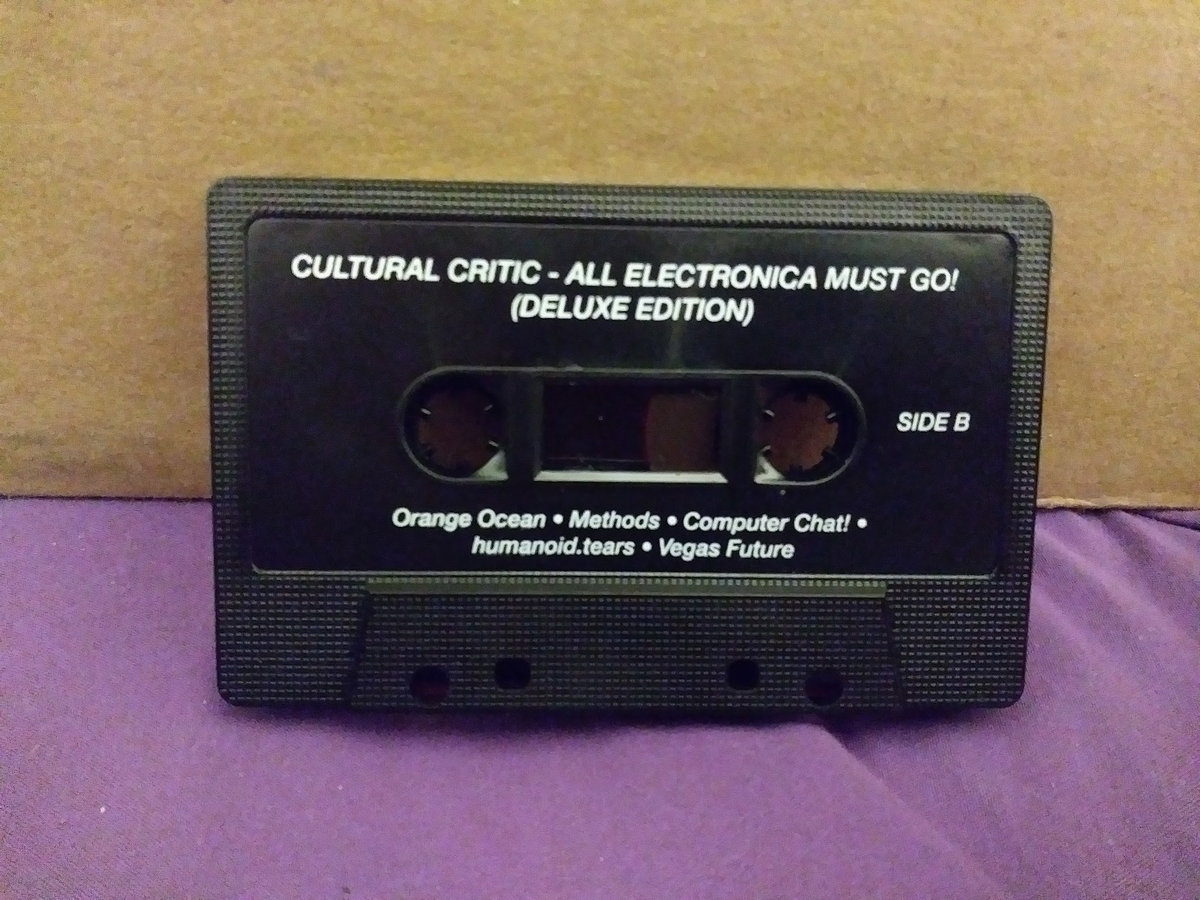 CULTURAL CRITIC - ALL ELECTRONICA MUST GO!
(DELUXE EDITION)
SIDE B
Orange Ocean • Methods • Computer Chat! •
humanoid.tears • Vegas Future